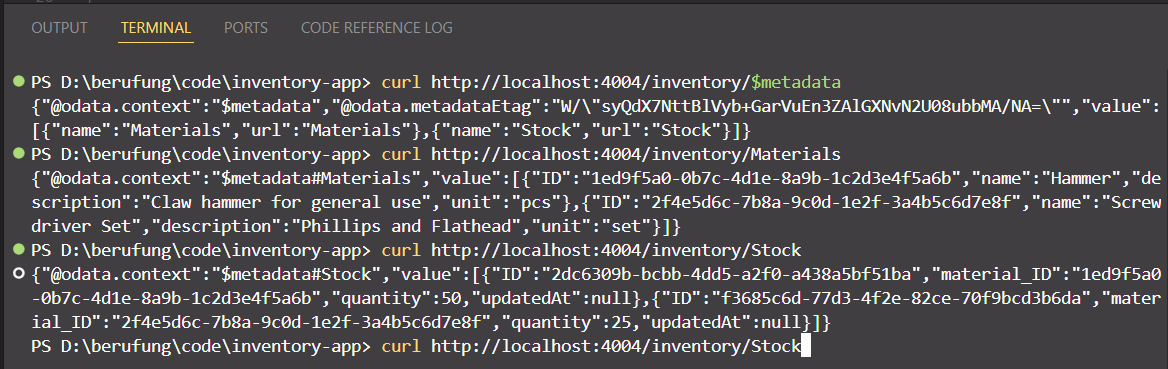 OUTPUT TERMINAL PORTS CODE REFERENCE LOG
PS D:\berufung\code\inventory-app> curl http://localhost:4004/inventory/$metadata
{"@odata.context":"$metadata","@odata.metadataEtag":"W/\"syQdX7NttBlVyb+GarVuEn3ZAlGXNvN2U08ubbMA/NA=\"","value":
[{"name":"Materials","url":"Materials"},{"name":"Stock","url":"Stock"}]}
PS D:\berufung\code\inventory-app> curl http://localhost:4004/inventory/Materials
{"@odata.context":"$metadata#Materials","value":[{"ID":"1ed9f5a0-0b7c-4d1e-8a9b-1c2d3e4f5a6b","name":"Hammer","de
scription":"Claw hammer for general use","unit":"pcs"},{"ID":"2f4e5d6c-7b8a-9c0d-1e2f-3a4b5c6d7e8f","name":"Screw
driver Set","description":"Phillips and Flathead","unit":"set"}]}
PS D:\berufung\code\inventory-app> curl http://localhost:4004/inventory/Stock
{"@odata.context":"$metadata#Stock","value":[{"ID":"2dc6309b-bcbb-4dd5-a2f0-a438a5bf51ba","material_ID":"1ed9f5a0
-0b7c-4d1e-8a9b-1c2d3e4f5a6b","quantity":50,"updatedAt":null},{"ID":"f3685c6d-77d3-4f2e-82ce-70f9bcd3b6da","mater
ial_ID":"2f4e5d6c-7b8a-9c0d-1e2f-3a4b5c6d7e8f","quantity":25,"updatedAt":null}]}
PS D:\berufung\code\inventory-app> curl http://localhost:4004/inventory/Stock